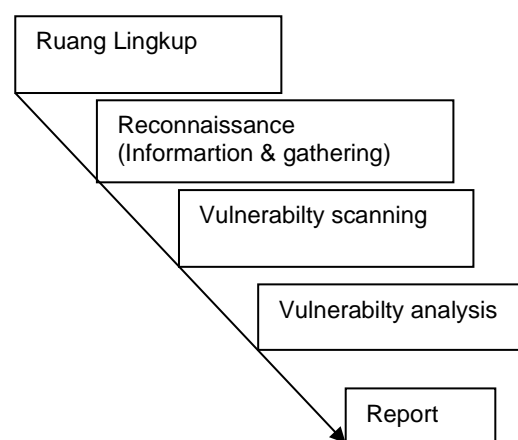 Ruang Lingkup
Reconnaissance
(Informartion & gathering)
Vulnerabilty scanning
Vulnerabilty analysis
Report